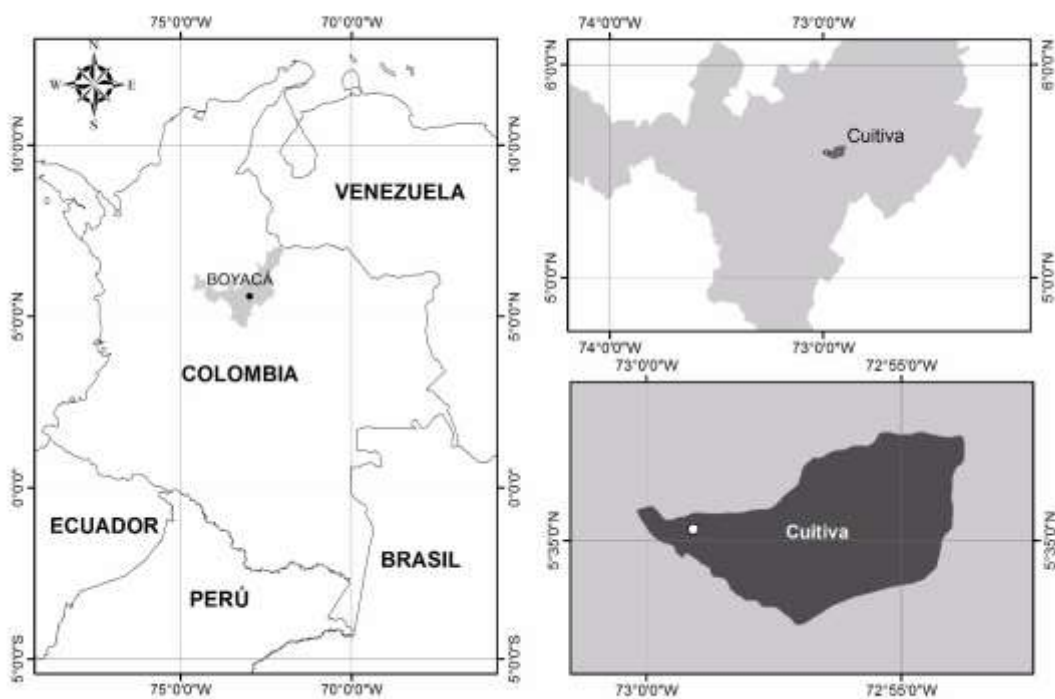 75°0'0"W 70°0'0"W
N
W E
S
10°0'0"N 10°0'0"N
VENEZUELA
BOYACÁ
5°0'0"N 5°0'0"N
COLOMBIA
0°0'0" 0°0'0"
ECUADOR
BRASIL
PERÚ
5°0'0"S 5°0'0"S
75°0'0"W 70°0'0"W
74°0'0"W 73°0'0"W
6°0'0"N 6°0'0"N
Cuitiva
5°0'0"N 5°0'0"N
74°0'0"W 73°0'0"W
73°0'0"W 72°55'0"W
Cuitiva
5°35'0"N 5°35'0"N
73°0'0"W 72°55'0"W